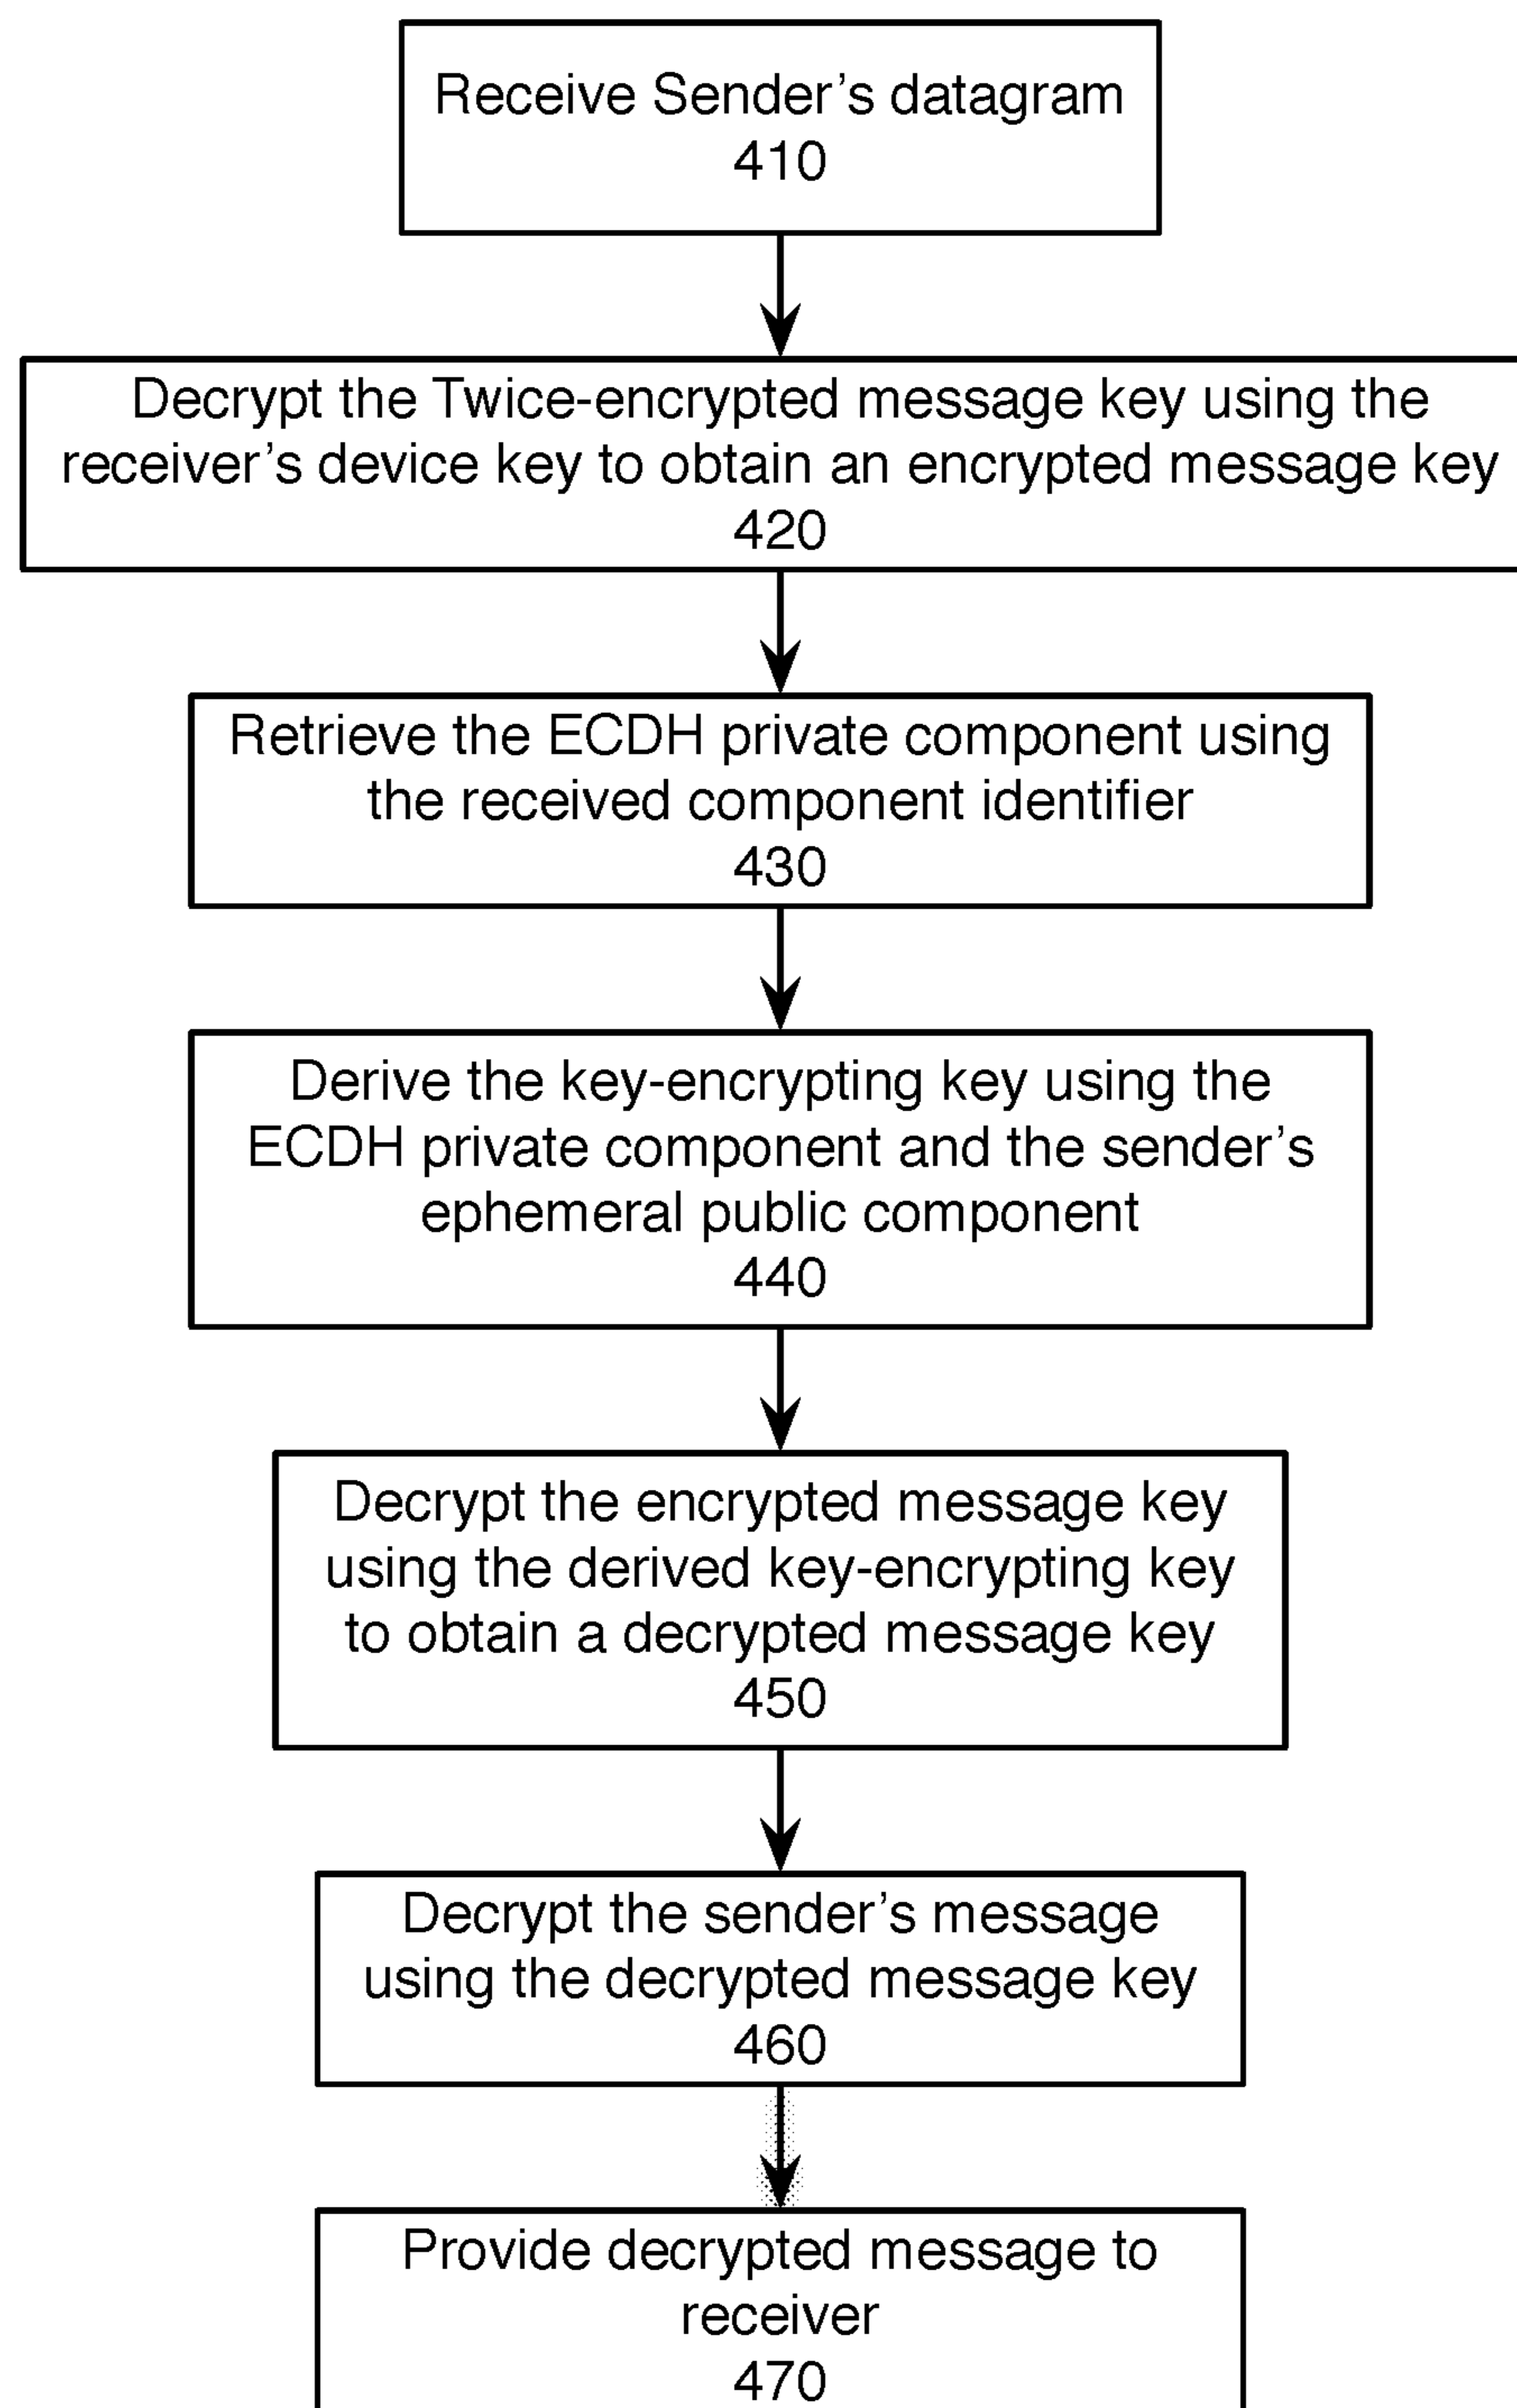 Receive Sender’s datagram
410
Decrypt the Twice-encrypted message key using the
receiver’s device key to obtain an encrypted message key
420
Retrieve the ECDH private component using
the received component identifier
430
Derive the key-encrypting key using the
ECDH private component and the sender’s
ephemeral public component
440
Decrypt the encrypted message key
using the derived key-encrypting key
to obtain a decrypted message key
450
Decrypt the sender’s message
using the decrypted message key
460
Provide decrypted message to
receiver
470